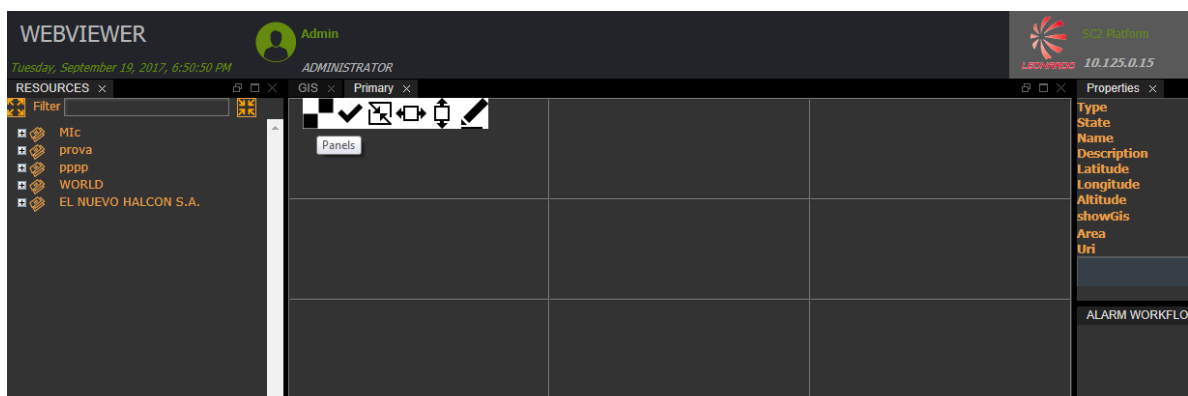 WEBVIEWER
Admin
SC2 Platform
Tuesday, September 19, 2017, 6:50:50 PM
ADMINISTRATOR
LEONARDO
10.125.0.15
RESOURCES
GIS
Primary
Properties
Filter
MIc
prova
pppp
WORLD
EL NUEVO HALCON S.A.
Panels
Type
State
Name
Description
Latitude
Longitude
Altitude
showGis
Area
Uri
ALARM WORKFLO